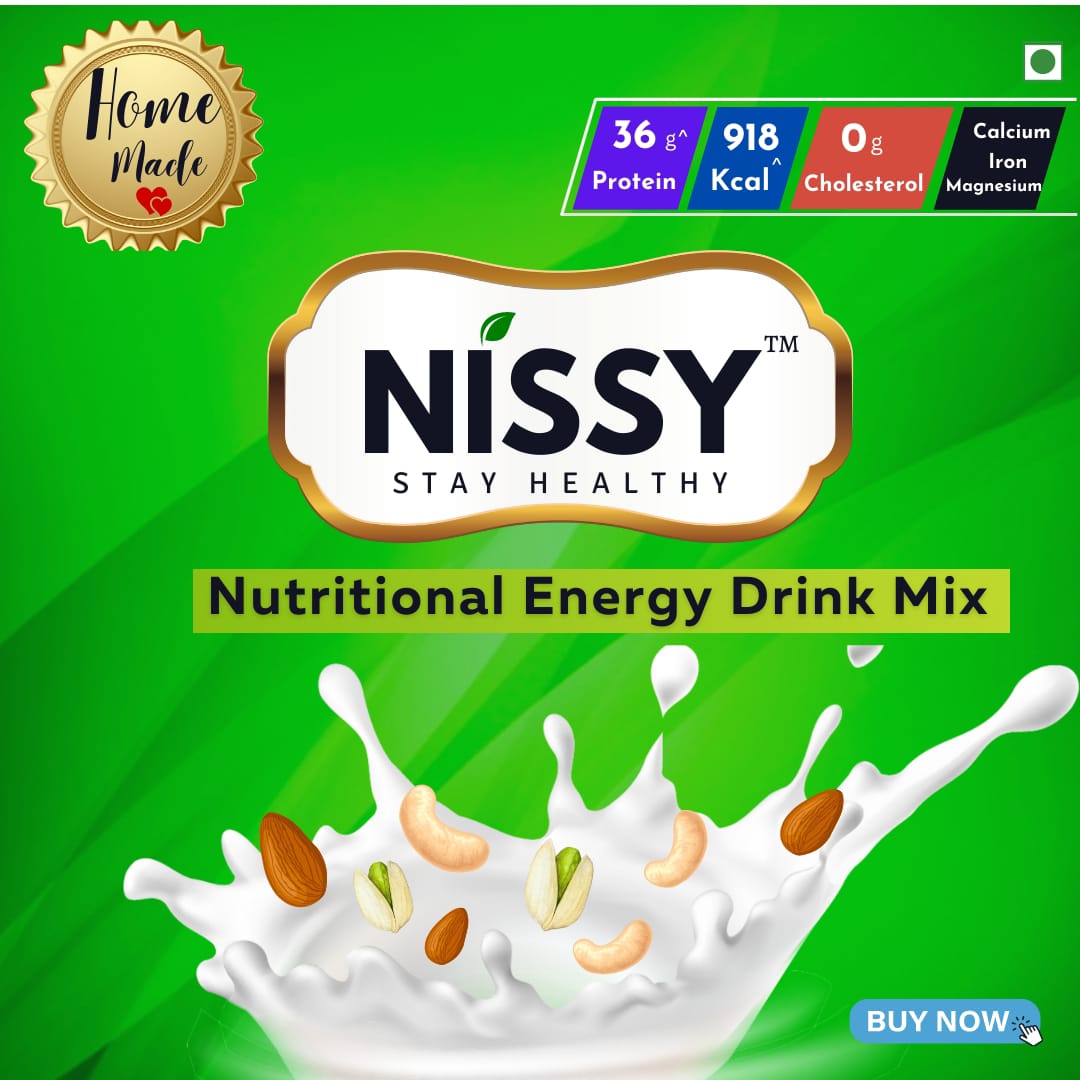 Home
Made
36 g^
Protein
918
Kcal^
0g
Cholesterol
Calcium
Iron
Magnesium
NISSY™
STAY HEALTHY
Nutritional Energy Drink Mix
BUY NOW